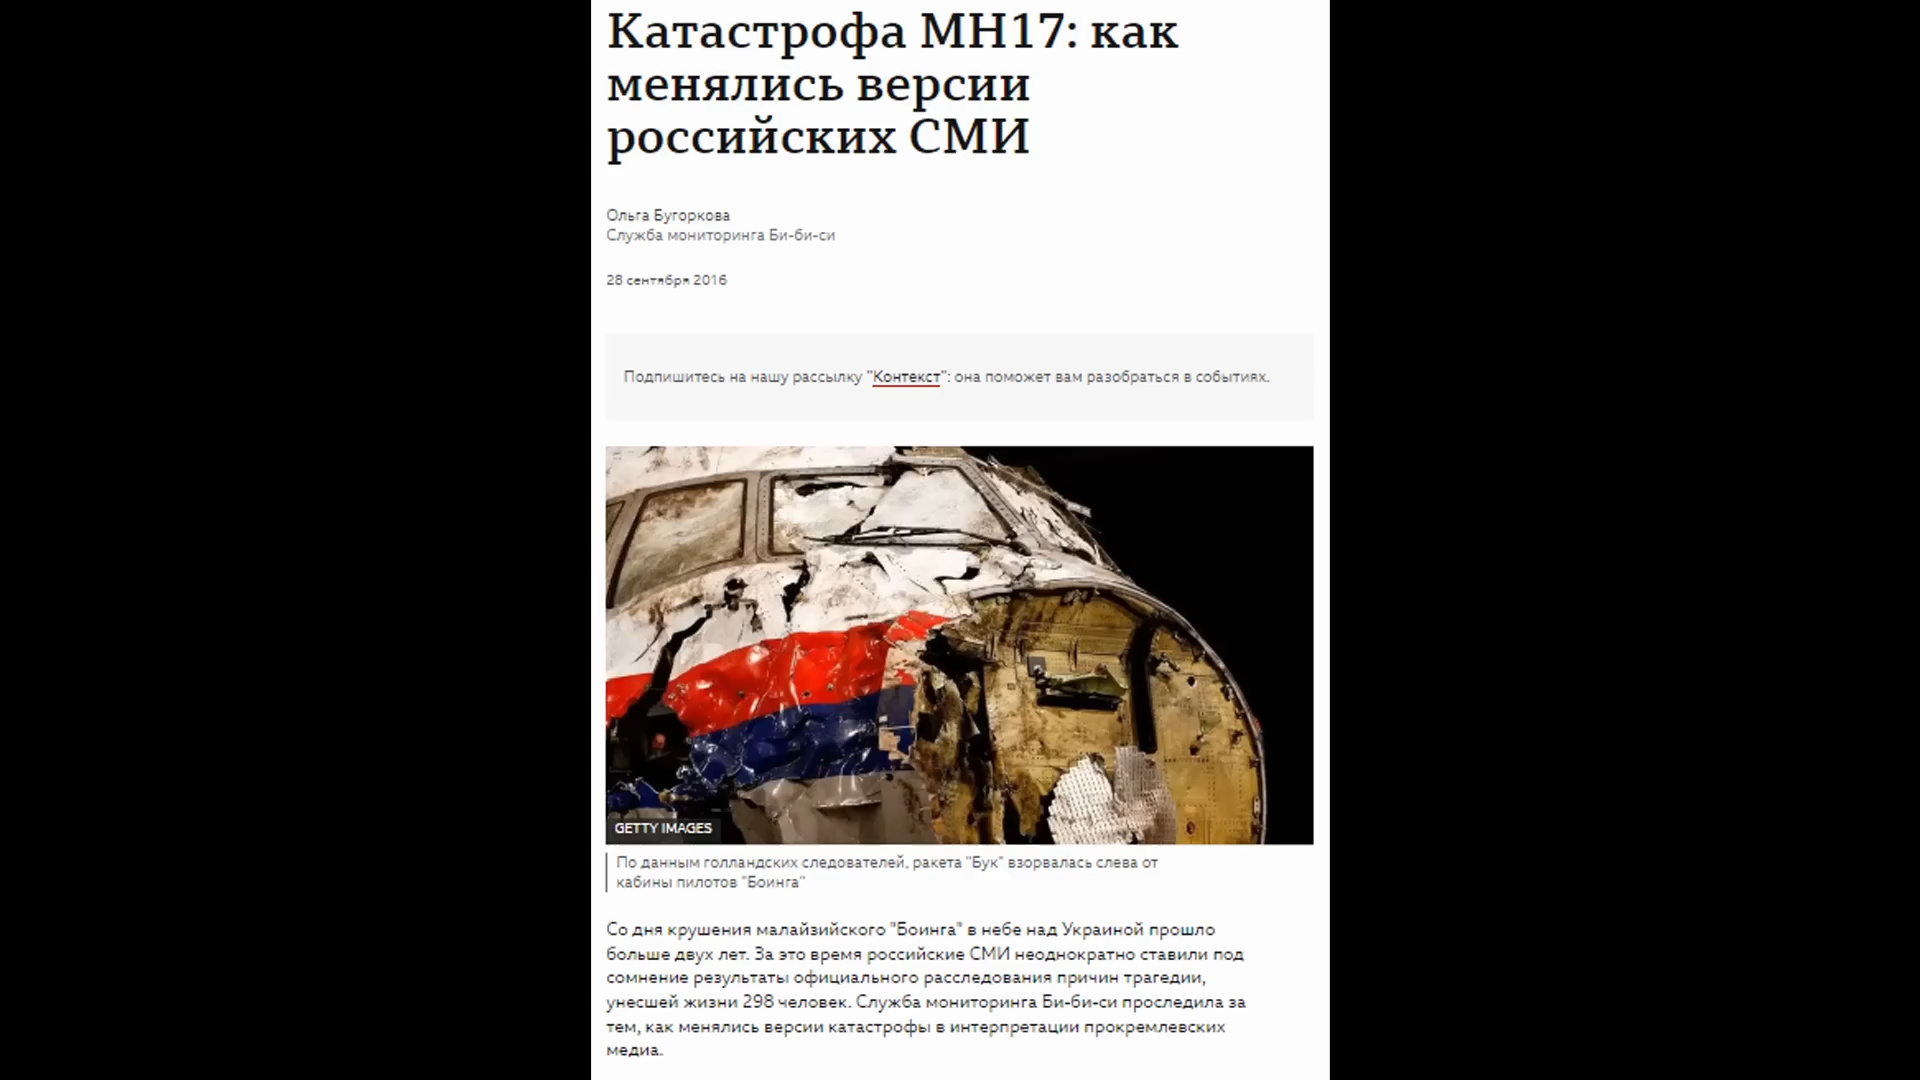 Катастрофа MH17: как
менялись версии
российских СМИ
Ольга Бугоркова
Служба мониторинга Би-би-си
28 сентября 2016
Подпишитесь на нашу рассылку "Контекст": она поможет вам разобраться в событиях.
GETTY IMAGES
По данным голландских следователей, ракета "Бук" взорвалась слева от
кабины пилотов "Боинга"
Со дня крушения малайзийского "Боинга" в небе над Украиной прошло
больше двух лет. За это время российские СМИ неоднократно ставили под
сомнение результаты официального расследования причин трагедии,
унесшей жизни 298 человек. Служба мониторинга Би-би-си проследила за
тем, как менялись версии катастрофы в интерпретации прокремлевских
медиа.